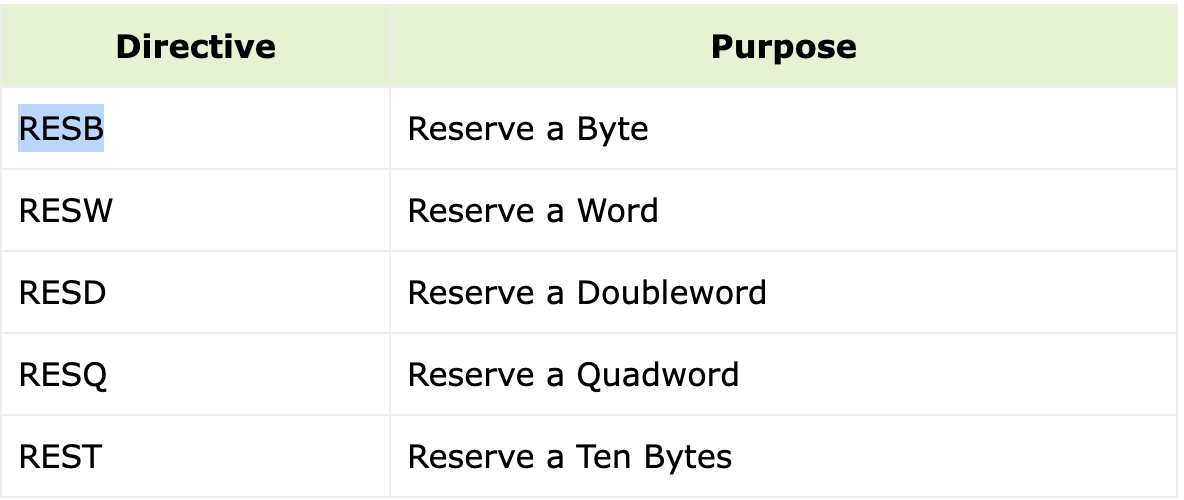 Directive Purpose
RESB Reserve a Byte
RESW Reserve a Word
RESD Reserve a Doubleword
RESQ Reserve a Quadword
REST Reserve a Ten Bytes